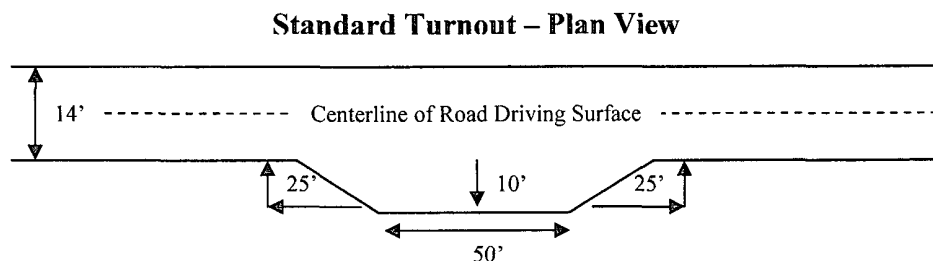 Standard Turnout – Plan View
14’
Centerline of Road Driving Surface
25’
10’
25’
50’